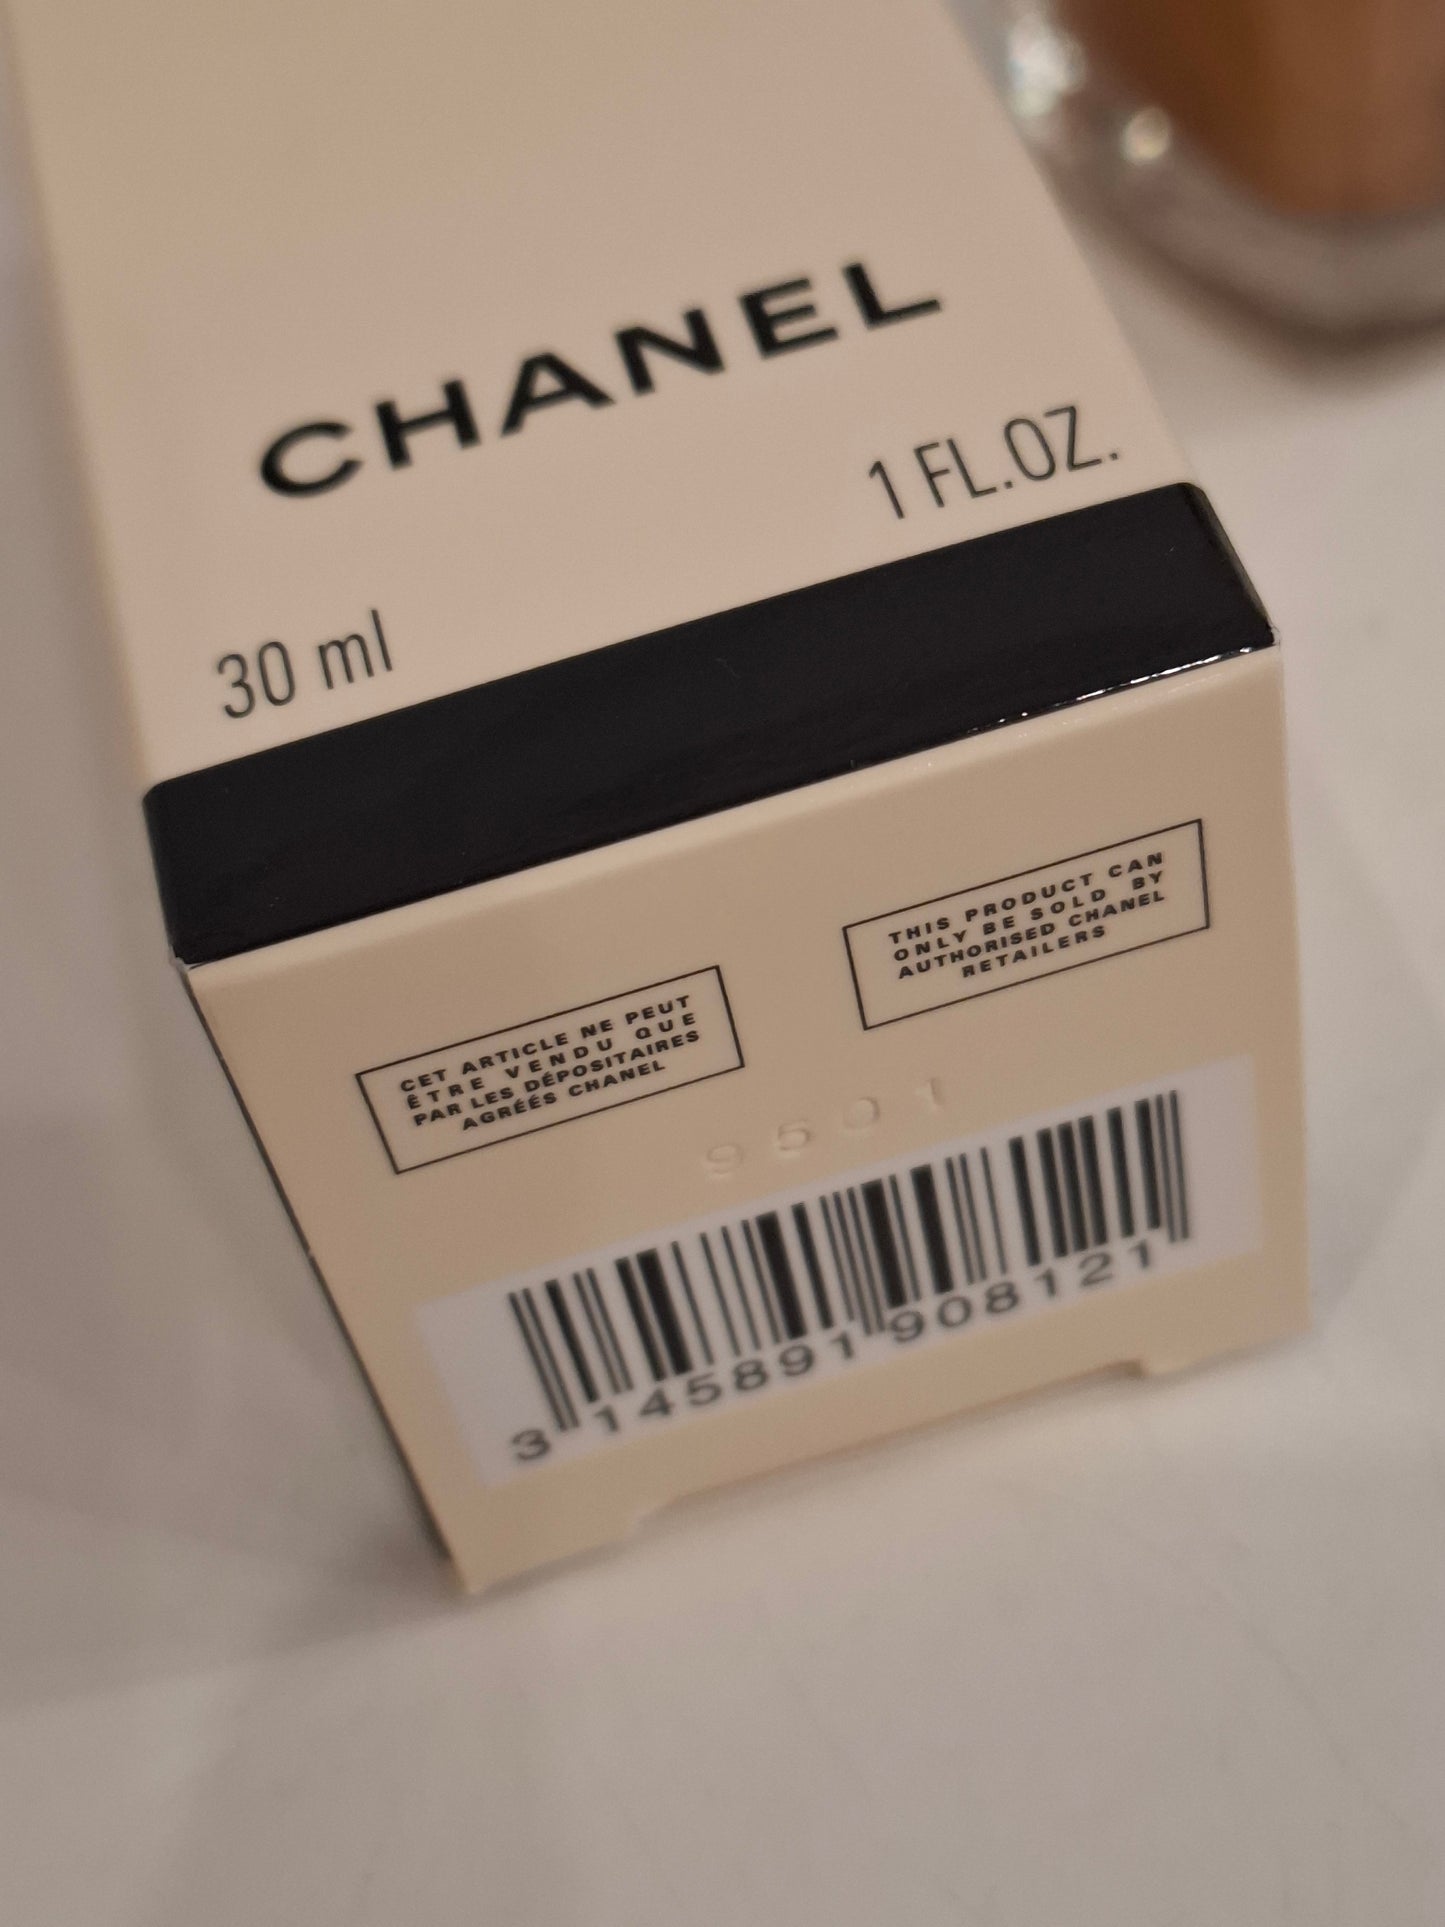 CHANEL
1 FL.OZ.
30 ml
THIS PRODUCT CAN
ONLY BE SOLD BY
AUTHORISED CHANEL
RETAILERS
CET ARTICLE NE PEUT
ÊTRE VENDU QUE
PAR LES DÉPOSITAIRES
AGRÉÉS CHANEL
9501
3 145891 908121